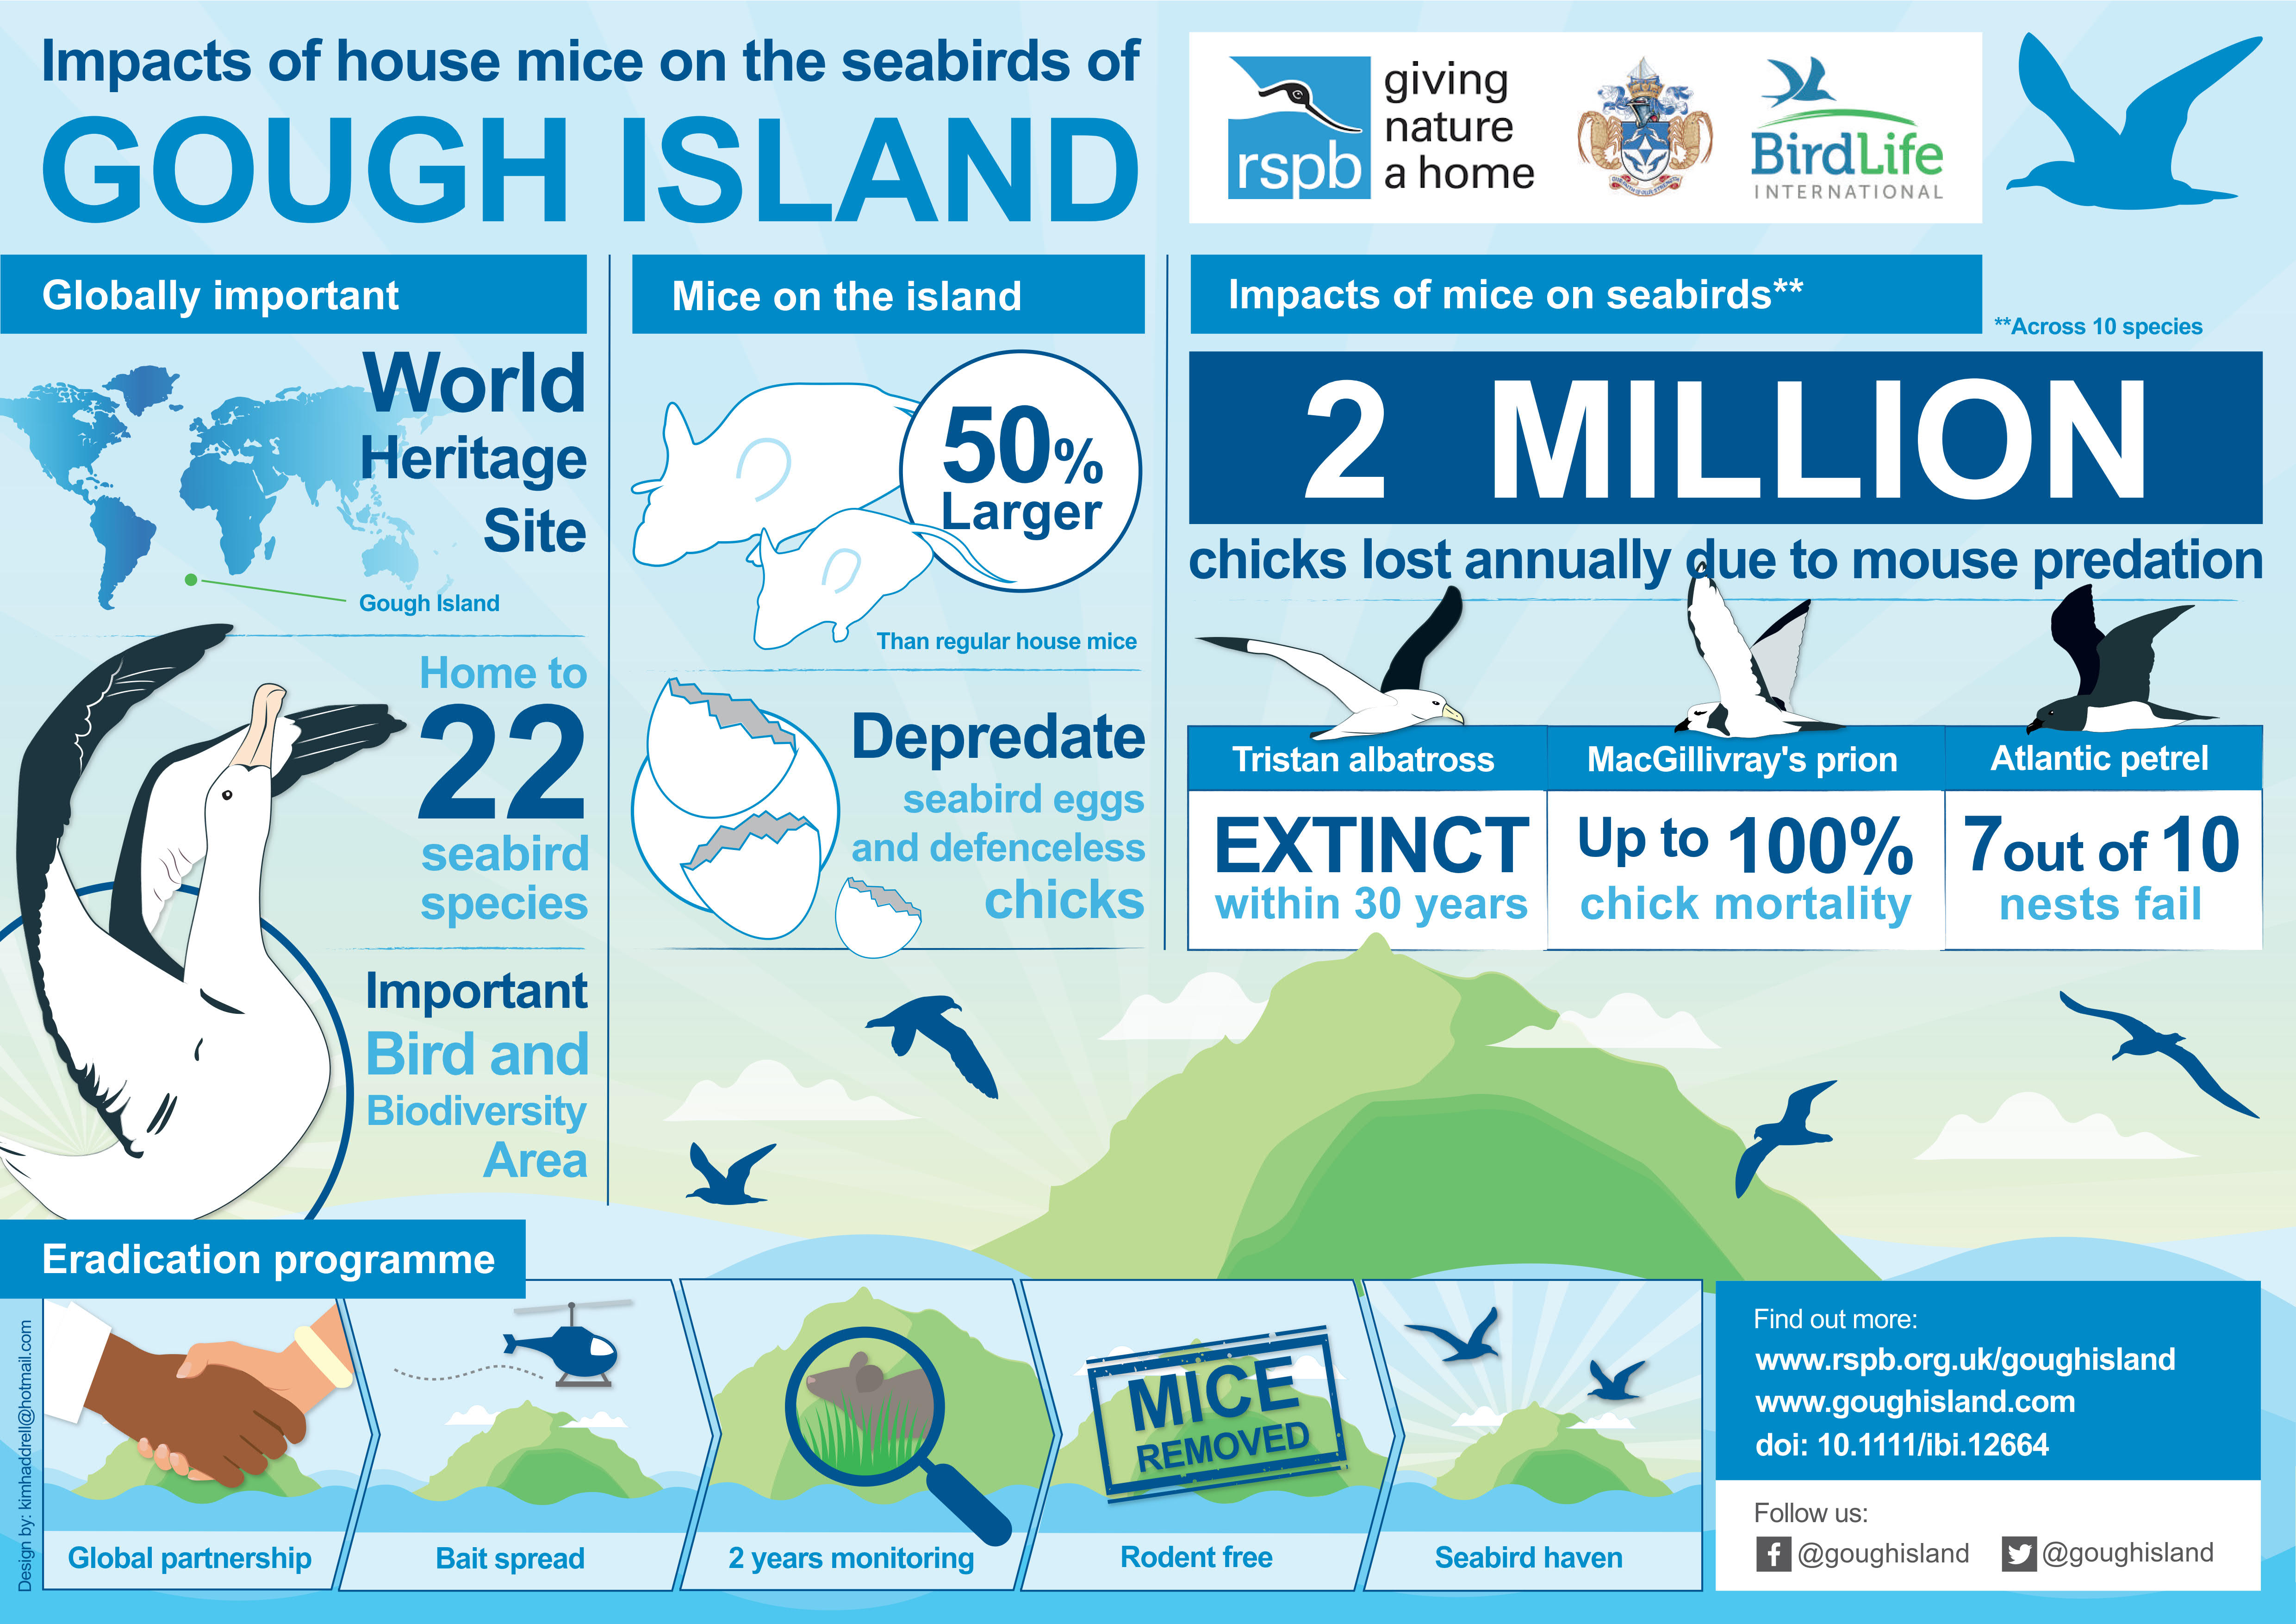 Impacts of house mice on the seabirds of
GOUGH ISLAND
rspb
giving
nature
a home
BirdLife
INTERNATIONAL
Globally important
World
Heritage
Site
Gough Island
Home to
22
seabird
species
Important
Bird and
Biodiversity
Area
Mice on the island
50%
Larger
Than regular house mice
Depredate
seabird eggs
and defenceless
chicks
Impacts of mice on seabirds**
**Across 10 species
2 MILLION
chicks lost annually due to mouse predation
Tristan albatross
EXTINCT
within 30 years
MacGillivray's prion
Up to 100%
chick mortality
Atlantic petrel
7 out of 10
nests fail
Eradication programme
Global partnership
Bait spread
2 years monitoring
MICE
REMOVED
Rodent free
Seabird haven
Find out more:
www.rspb.org.uk/goughisland
www.goughisland.com
doi: 10.1111/ibi.12664
Follow us:
@goughisland
@goughisland
Design by: kimhaddrell@hotmail.com